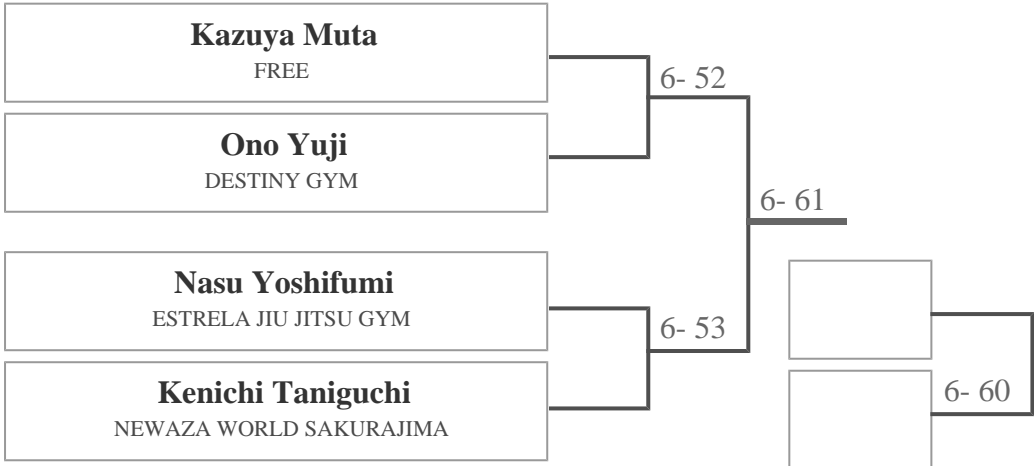 Kazuya Muta
FREE
6- 52
Ono Yuji
DESTINY GYM
6- 61
Nasu Yoshifumi
ESTRELA JIU JITSU GYM
6- 53
Kenichi Taniguchi
NEWAZA WORLD SAKURAJIMA
6- 60